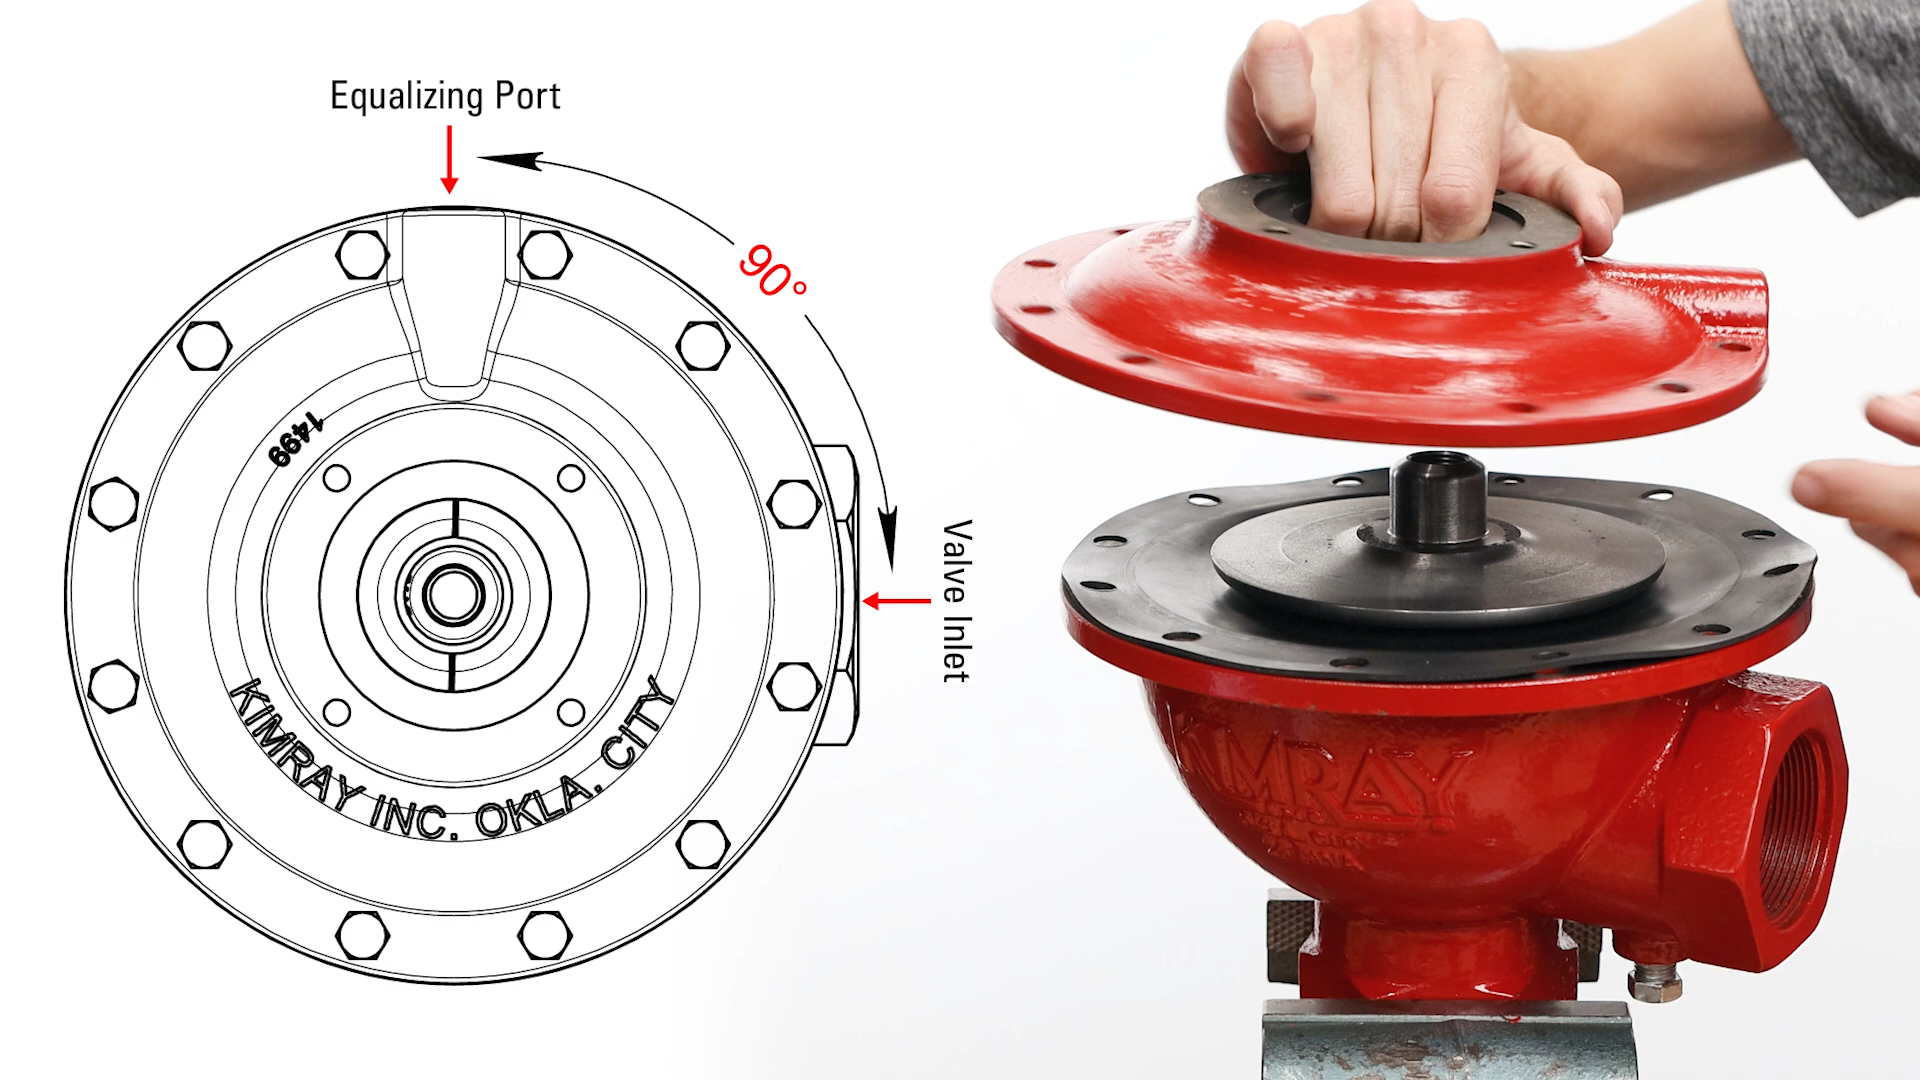 Equalizing Port
90°
Valve Inlet
1499
KIMRAY INC. OKLA. CITY
KIMRAY